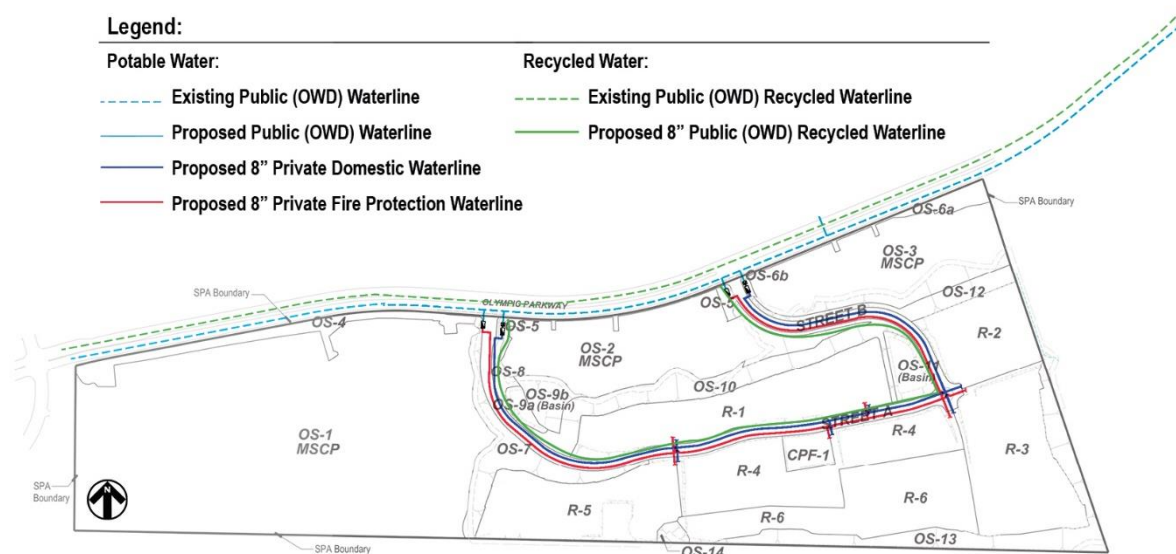 Legend:
Potable Water:
Existing Public (OWD) Waterline
Proposed Public (OWD) Waterline
Proposed 8” Private Domestic Waterline
Proposed 8” Private Fire Protection Waterline
Recycled Water:
Existing Public (OWD) Recycled Waterline
Proposed 8” Public (OWD) Recycled Waterline
SPA Boundary
OS-6a
OS-3
MSCP
OS-6b
OS-5
SPA Boundary
OLYMPIC PARKWAY
OS-4
OS-5
STREET B
OS-12
R-2
OS-2
MSCP
OS-8
OS-9b
(Basin)
OS-9a
OS-10
OS-11
(Basin)
R-1
STREET A
R-4
OS-1
MSCP
OS-7
R-4
CPF-1
R-3
SPA
Boundary
N
R-5
R-6
R-6
OS-13
OS-14
SPA Boundary